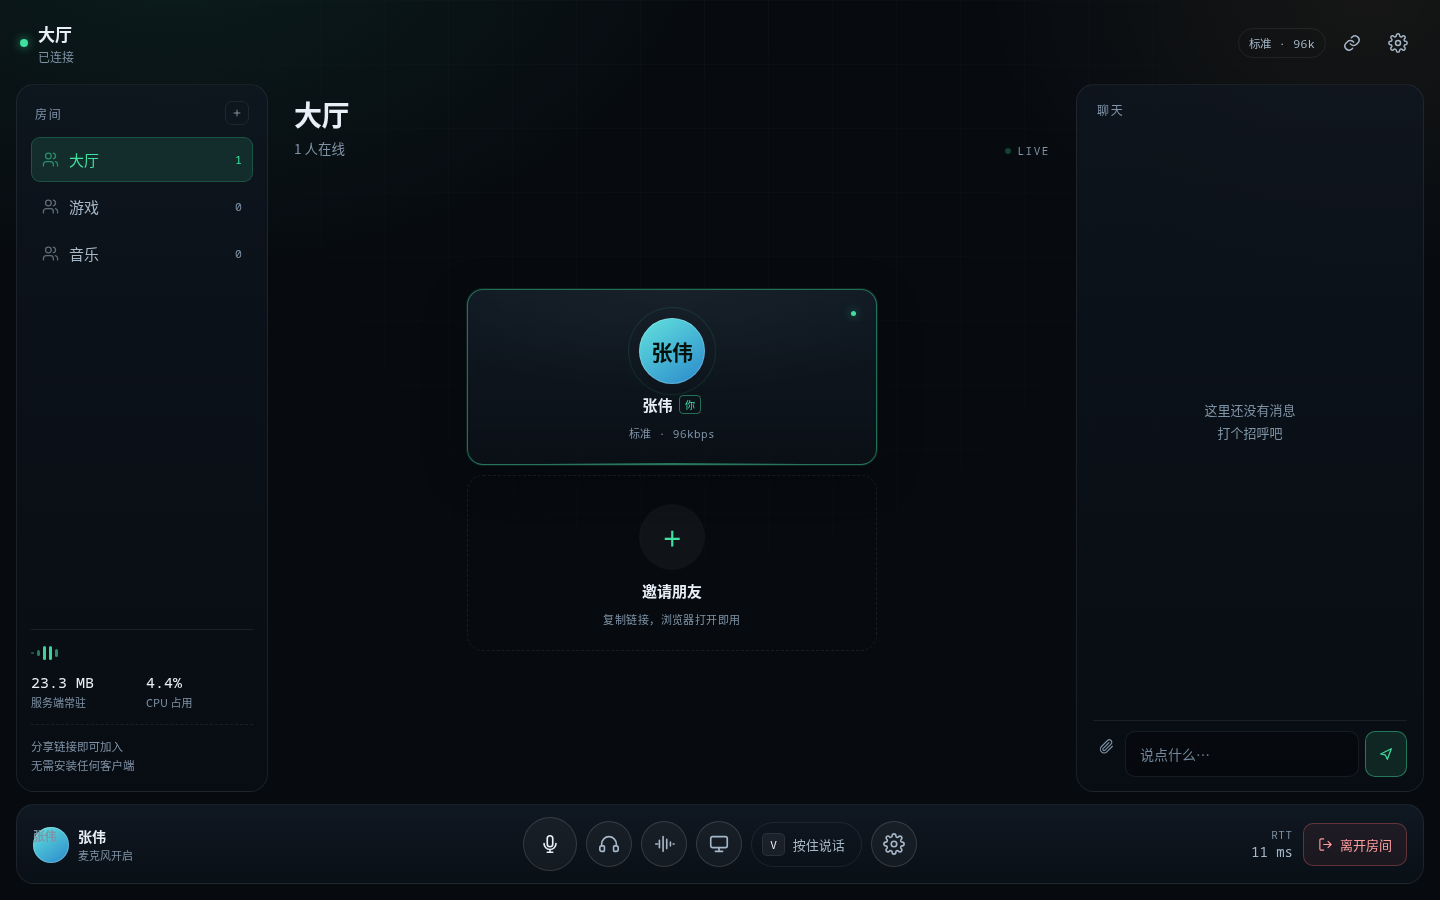 大厅
已连接
标准 · 96k
房间
+
大厅 1
游戏 0
音乐 0
23.3 MB 4.4%
服务端常驻 CPU 占用
分享链接即可加入
无需安装任何客户端
大厅
1 人在线
LIVE
张伟
张伟 你
标准 · 96kbps
+
邀请朋友
复制链接，浏览器打开即用
聊天
这里还没有消息
打个招呼吧
说点什么…
张伟
张伟
麦克风开启
V 按住说话
RTT
11 ms
离开房间